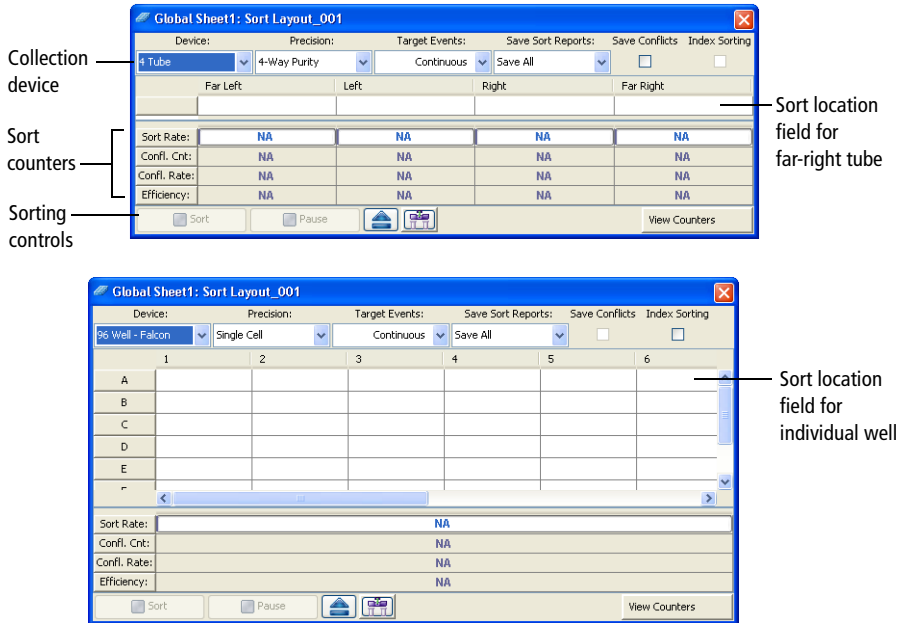 Global Sheet1: Sort Layout_001
Device: Precision: Target Events: Save Sort Reports: Save Conflicts Index Sorting
Collection device
4 Tube 4-Way Purity Continuous Save All
Far Left Left Right Far Right
Sort location field for far-right tube
Sort counters
Sort Rate: NA NA NA NA
Confl. Cnt: NA NA NA NA
Confl. Rate: NA NA NA NA
Efficiency: NA NA NA NA
Sorting controls
Sort Pause View Counters
Global Sheet1: Sort Layout_001
Device: Precision: Target Events: Save Sort Reports: Save Conflicts Index Sorting
96 Well - Falcon Single Cell Continuous Save All
1 2 3 4 5 6
A
Sort location field for individual well
B
C
D
E
Sort Rate: NA
Confl. Cnt: NA
Confl. Rate: NA
Efficiency: NA
Sort Pause View Counters